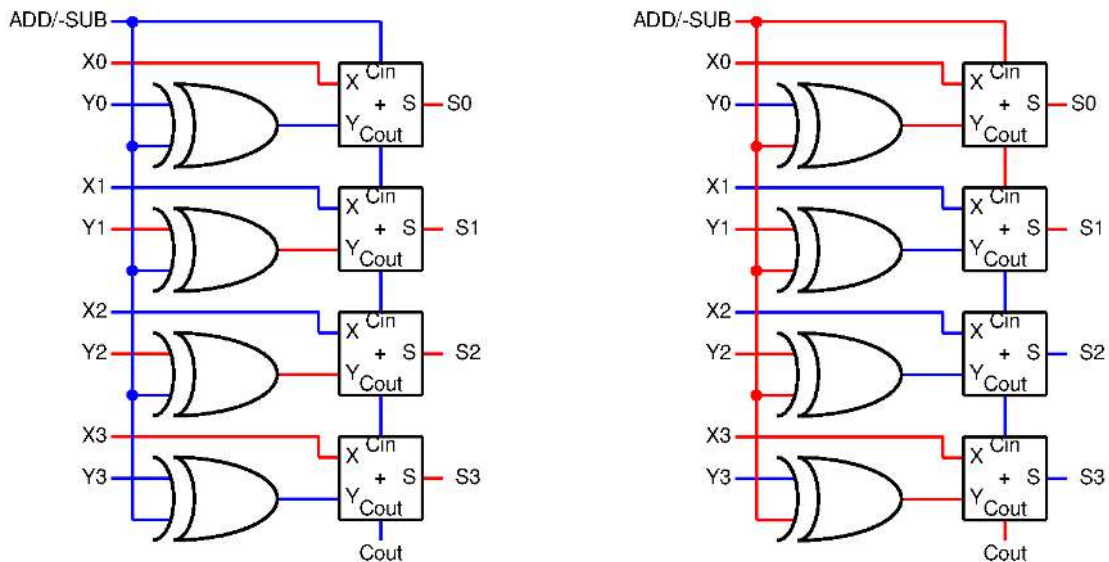 ADD/-SUB
X0
Cin
X
Y0
+
S
S0
Y
Cout
X1
Cin
X
Y1
+
S
S1
Y
Cout
X2
Cin
X
Y2
+
S
S2
Y
Cout
X3
Cin
X
Y3
+
S
S3
Y
Cout
Cout
ADD/-SUB
X0
Cin
X
Y0
+
S
S0
Y
Cout
X1
Cin
X
Y1
+
S
S1
Y
Cout
X2
Cin
X
Y2
+
S
S2
Y
Cout
X3
Cin
X
Y3
+
S
S3
Y
Cout
Cout